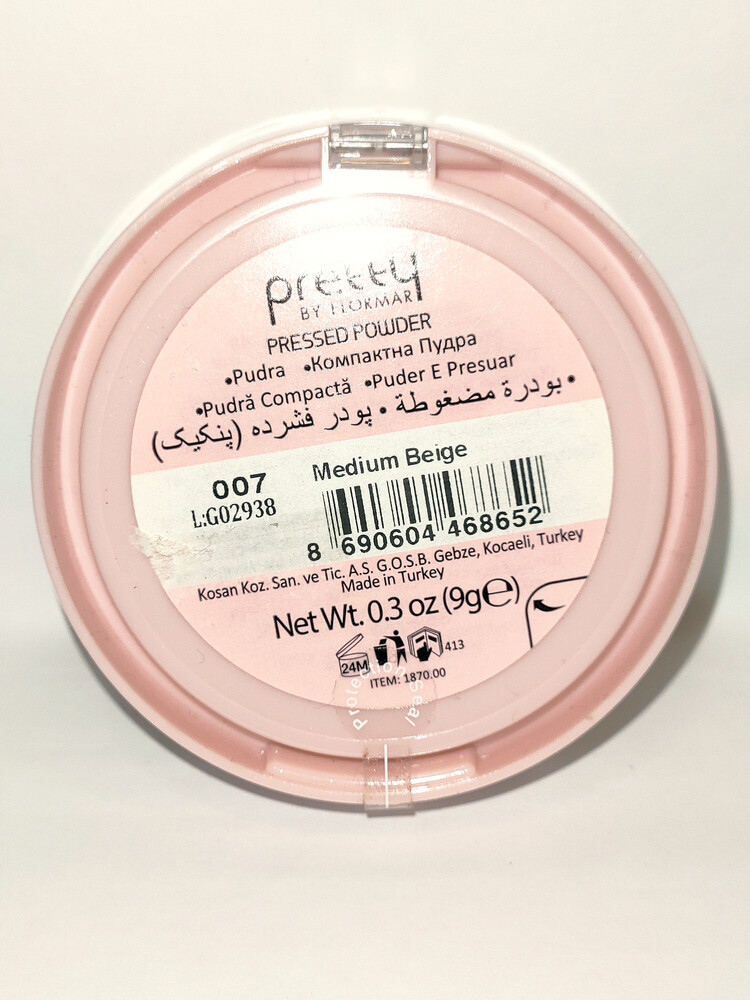 pretty
BY FLORMAR
PRESSED POWDER
•Pudra •Компактна Пудра
•Pudră Compactă •Puder E Presuar
• بودرة مضغوطة • پودر فشرده (پنکیک)
007 Medium Beige
L:G02938
8 690604 468652
Kosan Koz. San. ve Tic. A.S. G.O.S.B. Gebze, Kocaeli, Turkey
Made in Turkey
Net Wt. 0.3 oz (9g℮)
24M 413
ITEM: 1870.00
Protection Seal